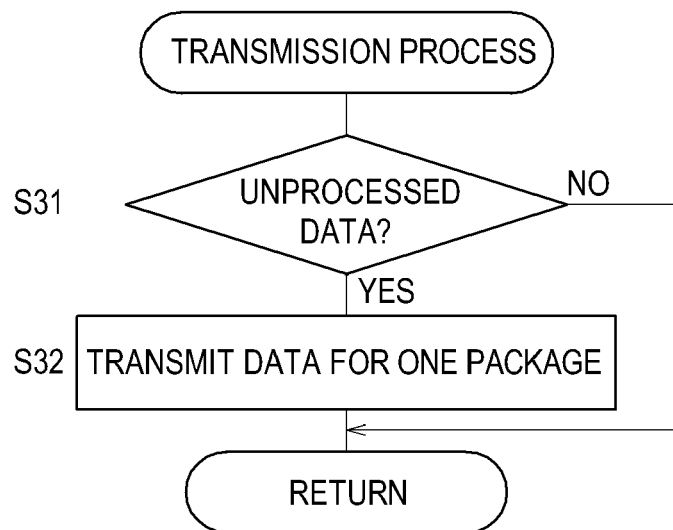 TRANSMISSION PROCESS
S31
UNPROCESSED
DATA?
NO
YES
S32
TRANSMIT DATA FOR ONE PACKAGE
RETURN